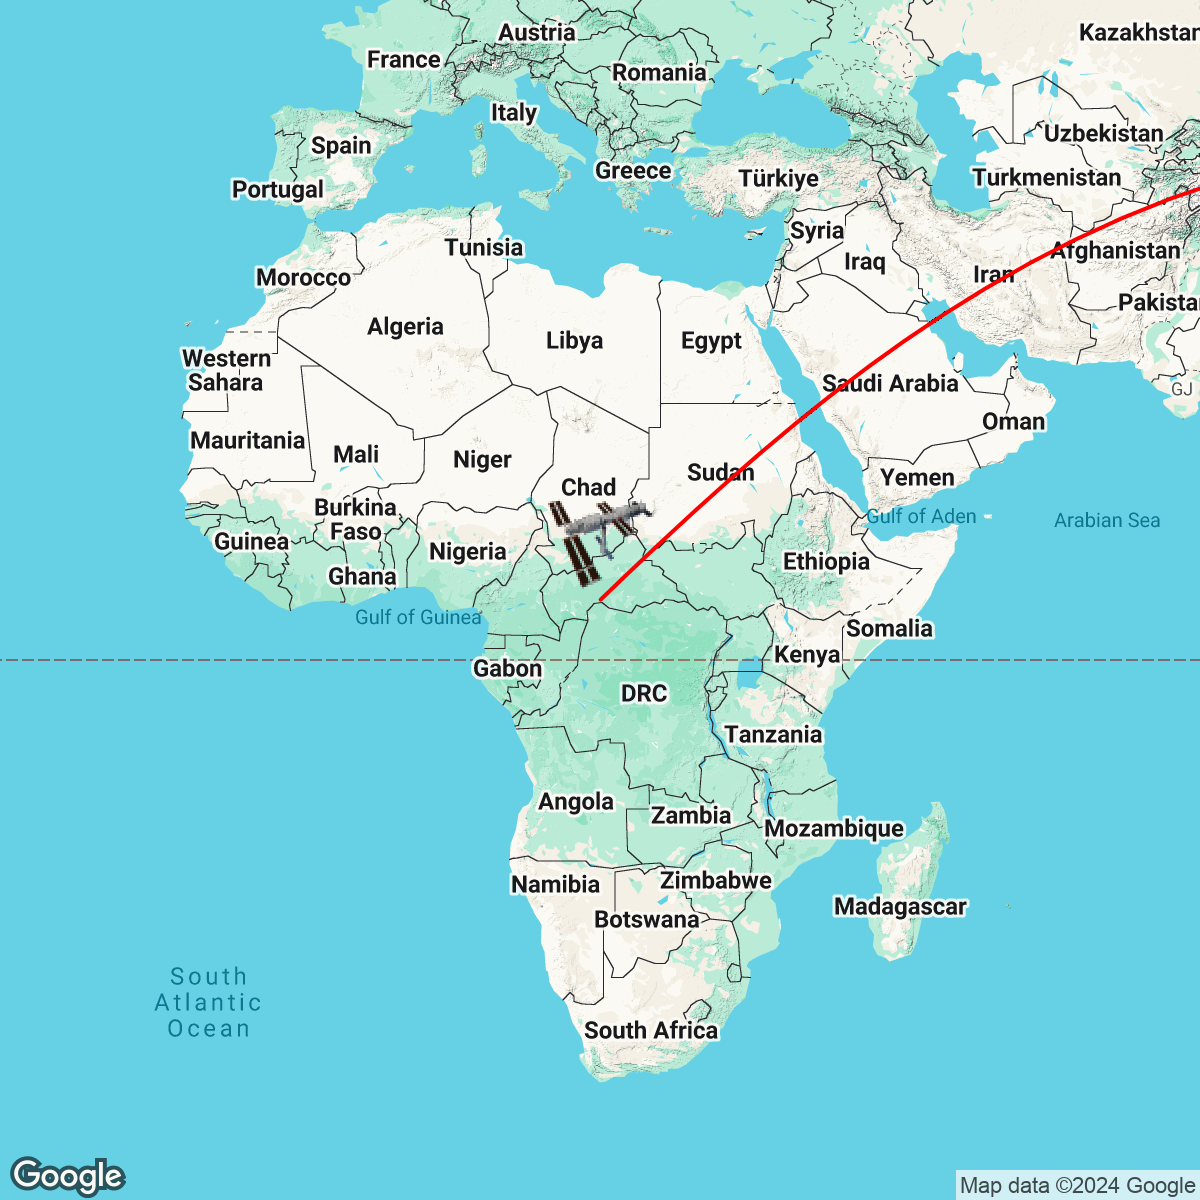 Kazakhstan
Austria
France
Romania
Italy
Uzbekistan
Spain
Greece
Türkiye
Turkmenistan
Portugal
Syria
Tunisia
Afghanistan
Iraq
Morocco
Iran
Pakistan
Algeria
Libya
Egypt
Western
Sahara
Saudi Arabia
GJ
Oman
Mauritania
Mali
Niger
Sudan
Yemen
Chad
Burkina
Faso
Gulf of Aden
Arabian Sea
Guinea
Nigeria
Ethiopia
Ghana
Gulf of Guinea
Somalia
Kenya
Gabon
DRC
Tanzania
Angola
Zambia
Mozambique
Zimbabwe
Namibia
Madagascar
Botswana
South
Atlantic
Ocean
South Africa
Google
Map data ©2024 Google